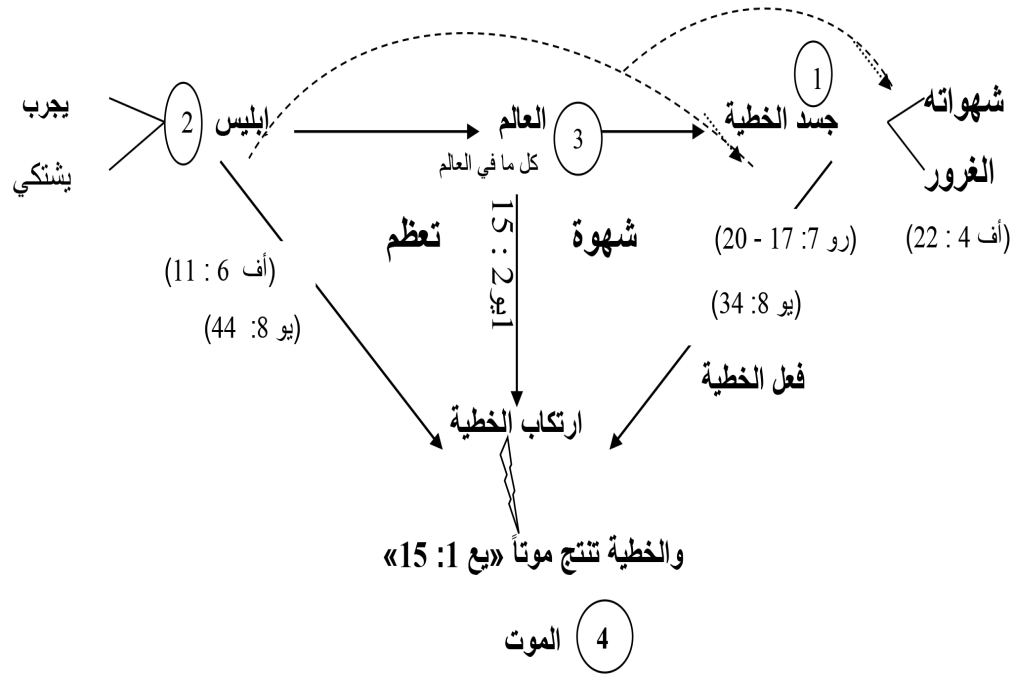 1
شهواته
جسد الخطية
3
العالم
ابليس
2
يجرب
الغرور
كل ما في العالم
يشتكي
(أف 4 : 22)
(رو 7: 17 - 20)
شهوة
1يو 2 : 15
تعظم
(أف 6 : 11)
(يو 8: 34)
(يو 8: 44)
فعل الخطية
ارتكاب الخطية
والخطية تنتج موتاً «يع 1: 15»
4
الموت